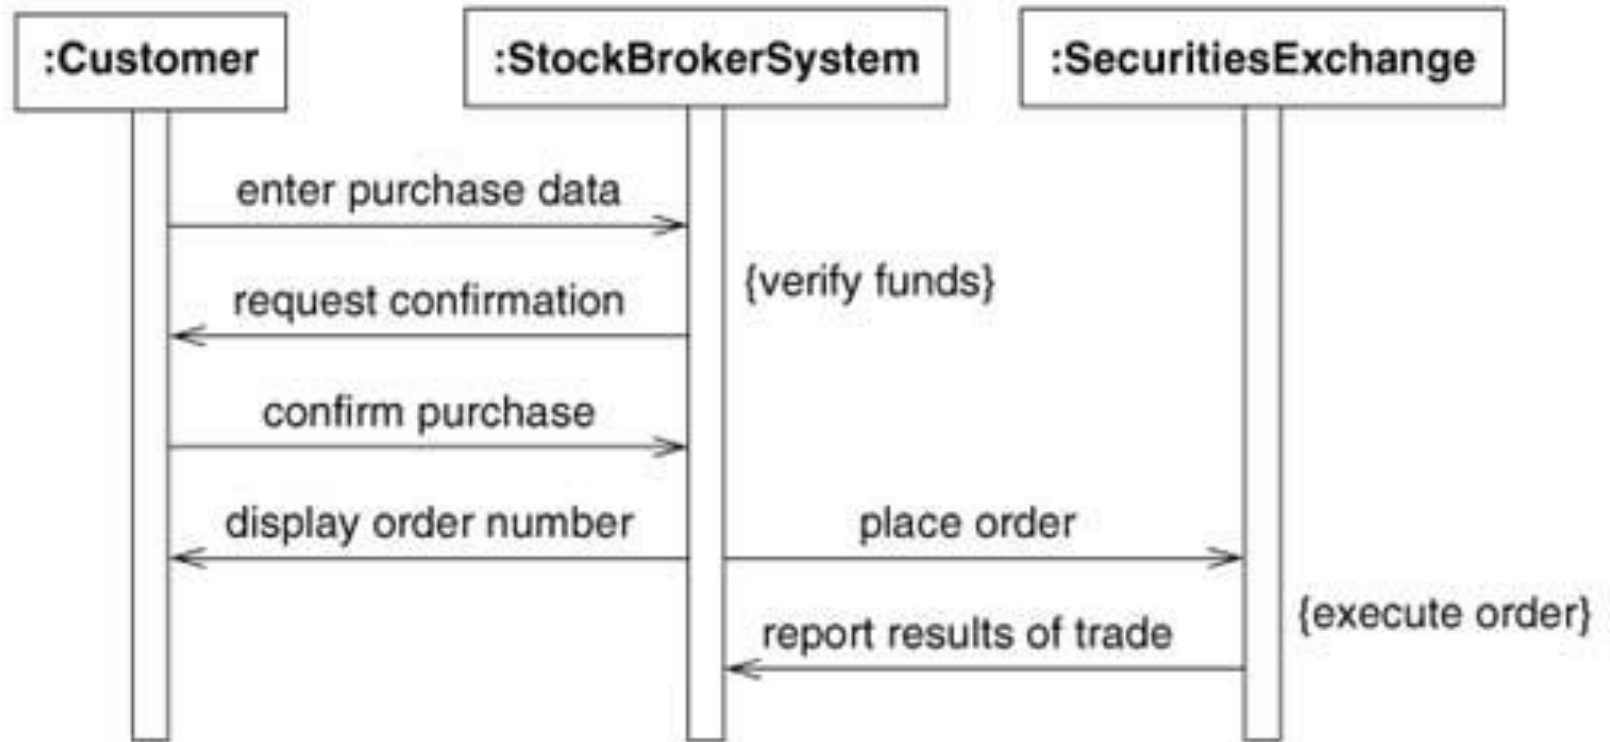 :Customer
:StockBrokerSystem
:SecuritiesExchange
enter purchase data
{verify funds}
request confirmation
confirm purchase
display order number
place order
{execute order}
report results of trade